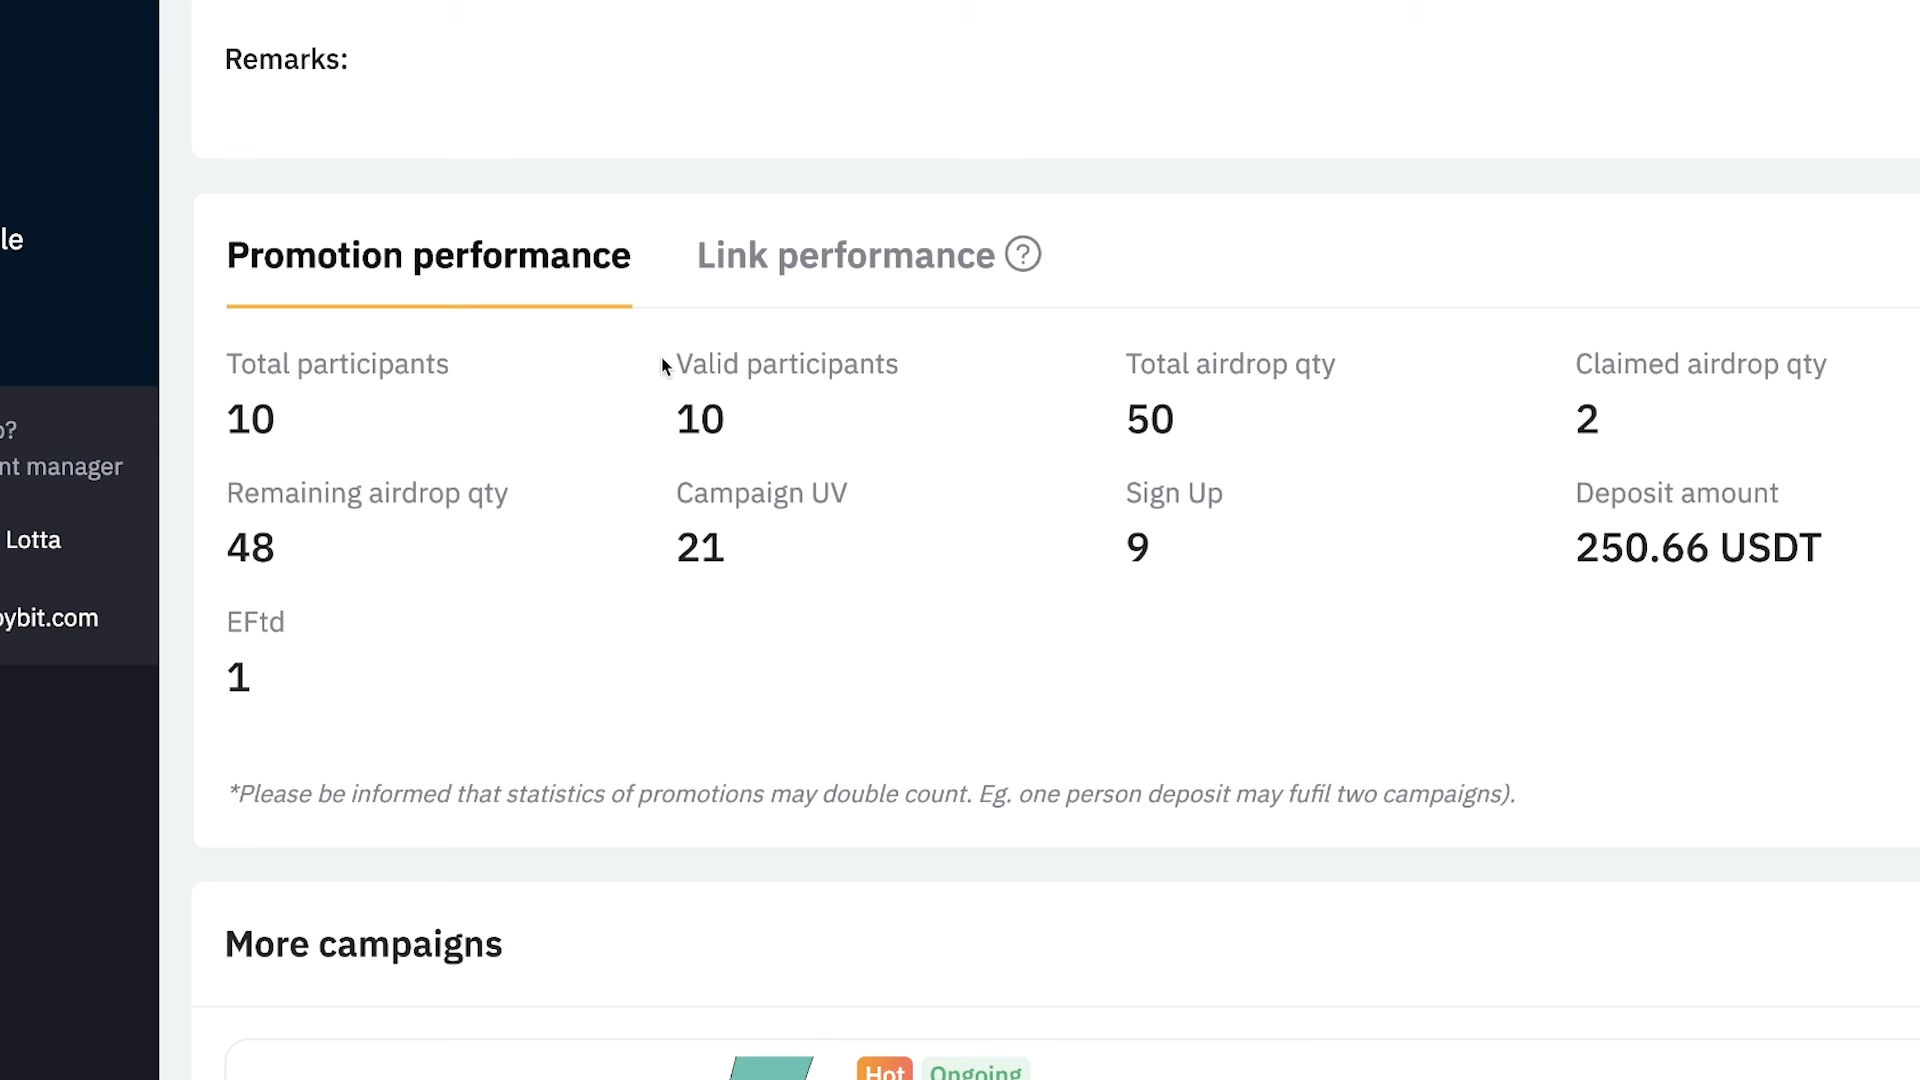 Remarks:
le
Promotion performance
Link performance ?
Total participants
10
Valid participants
10
Total airdrop qty
50
Claimed airdrop qty
2
Remaining airdrop qty
48
Campaign UV
21
Sign Up
9
Deposit amount
250.66 USDT
EFtd
1
o?
nt manager
Lotta
bybit.com
*Please be informed that statistics of promotions may double count. Eg. one person deposit may fufil two campaigns).
More campaigns
Hot
Ongoing